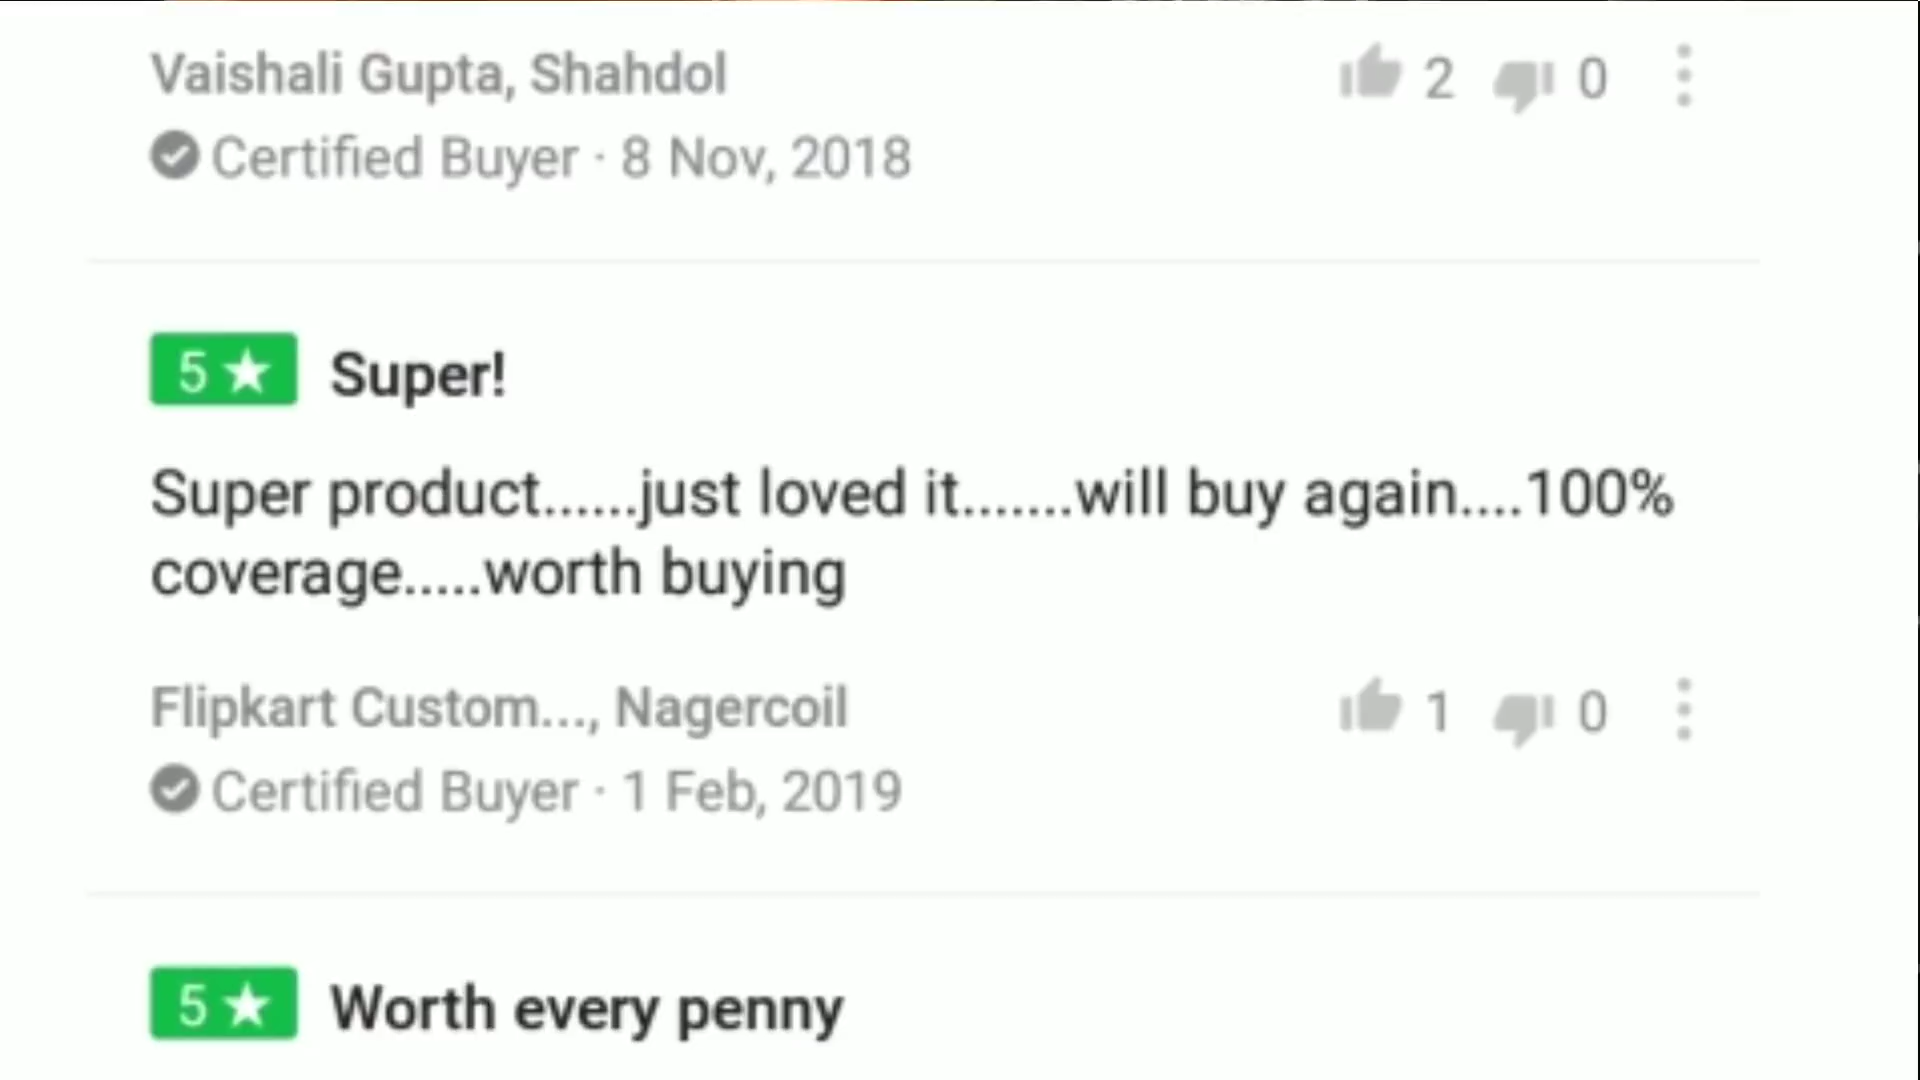 Vaishali Gupta, Shahdol 2 0
Certified Buyer · 8 Nov, 2018
5 ★ Super!
Super product......just loved it.......will buy again....100%
coverage.....worth buying
Flipkart Custom..., Nagercoil 1 0
Certified Buyer · 1 Feb, 2019
5 ★ Worth every penny